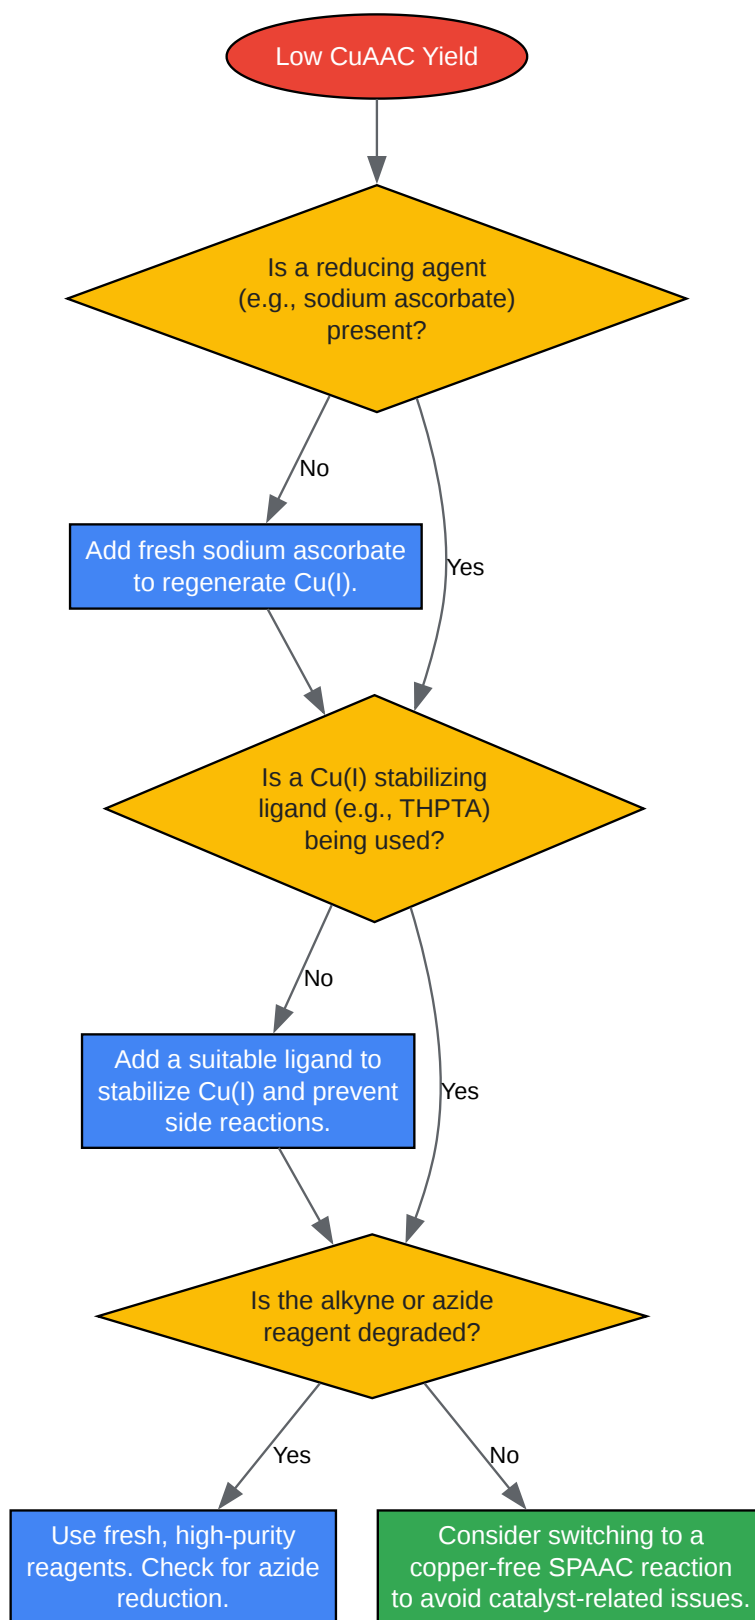 Low CuAAC Yield
Is a reducing agent
(e.g., sodium ascorbate)
present?
No
Yes
Add fresh sodium ascorbate
to regenerate Cu(I).
Is a Cu(I) stabilizing
ligand (e.g., THPTA)
being used?
No
Yes
Add a suitable ligand to
stabilize Cu(I) and prevent
side reactions.
Is the alkyne or azide
reagent degraded?
Yes
No
Use fresh, high-purity
reagents. Check for azide
reduction.
Consider switching to a
copper-free SPAAC reaction
to avoid catalyst-related issues.